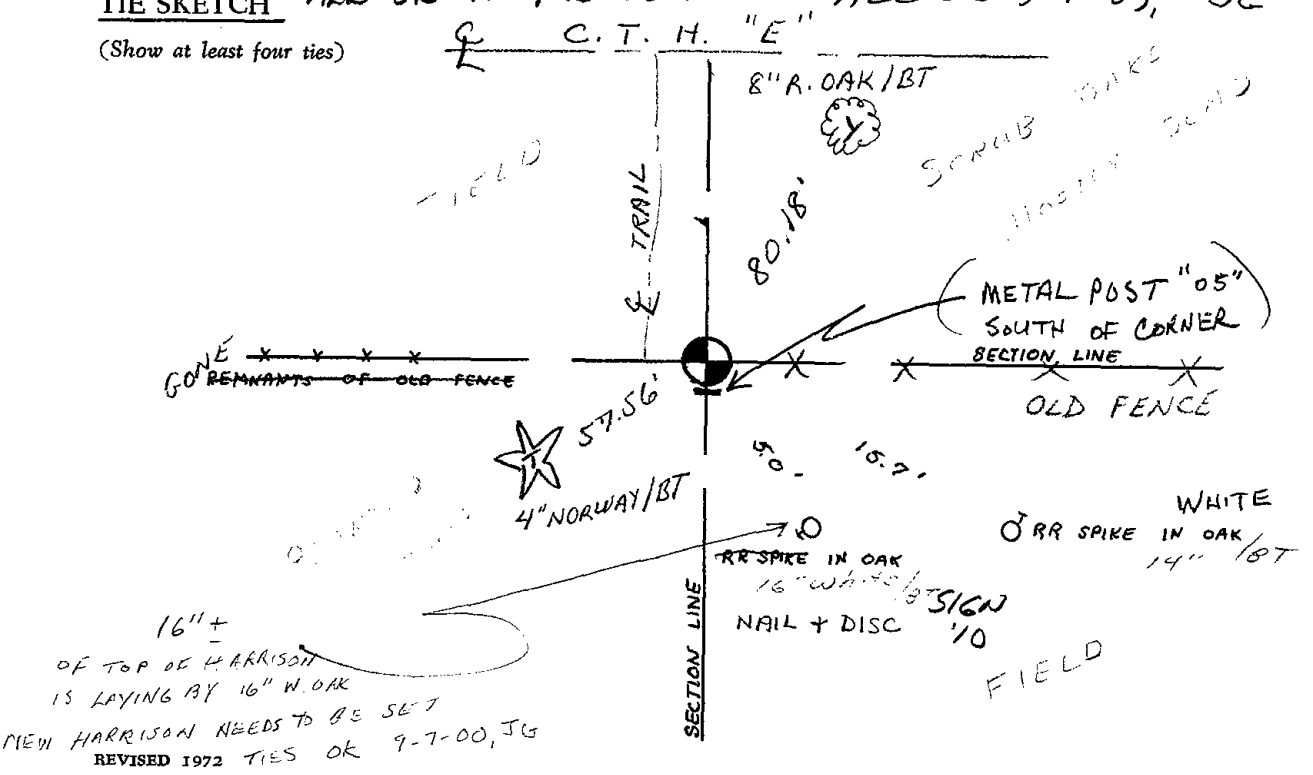 TIE SKETCH
(Show at least four ties)
℄ C. T. H. "E"
8" R. OAK/BT
SCRUB OAKS
FIELD
℄ TRAIL
80.18'
METAL POST "05"
SOUTH OF CORNER
SECTION LINE
GONE
REMNANTS OF OLD FENCE
OLD FENCE
57.56'
4" NORWAY/BT
WHITE
RR SPIKE IN OAK
14" /BT
RR SPIKE IN OAK
16" White/BT
SIGN
NAIL + DISC '10
FIELD
SECTION LINE
16" ±
OF TOP OF HARRISON
IS LAYING BY 16" W. OAK
NEW HARRISON NEEDS TO BE SET
TIES OK 9-7-00, JG
REVISED 1972